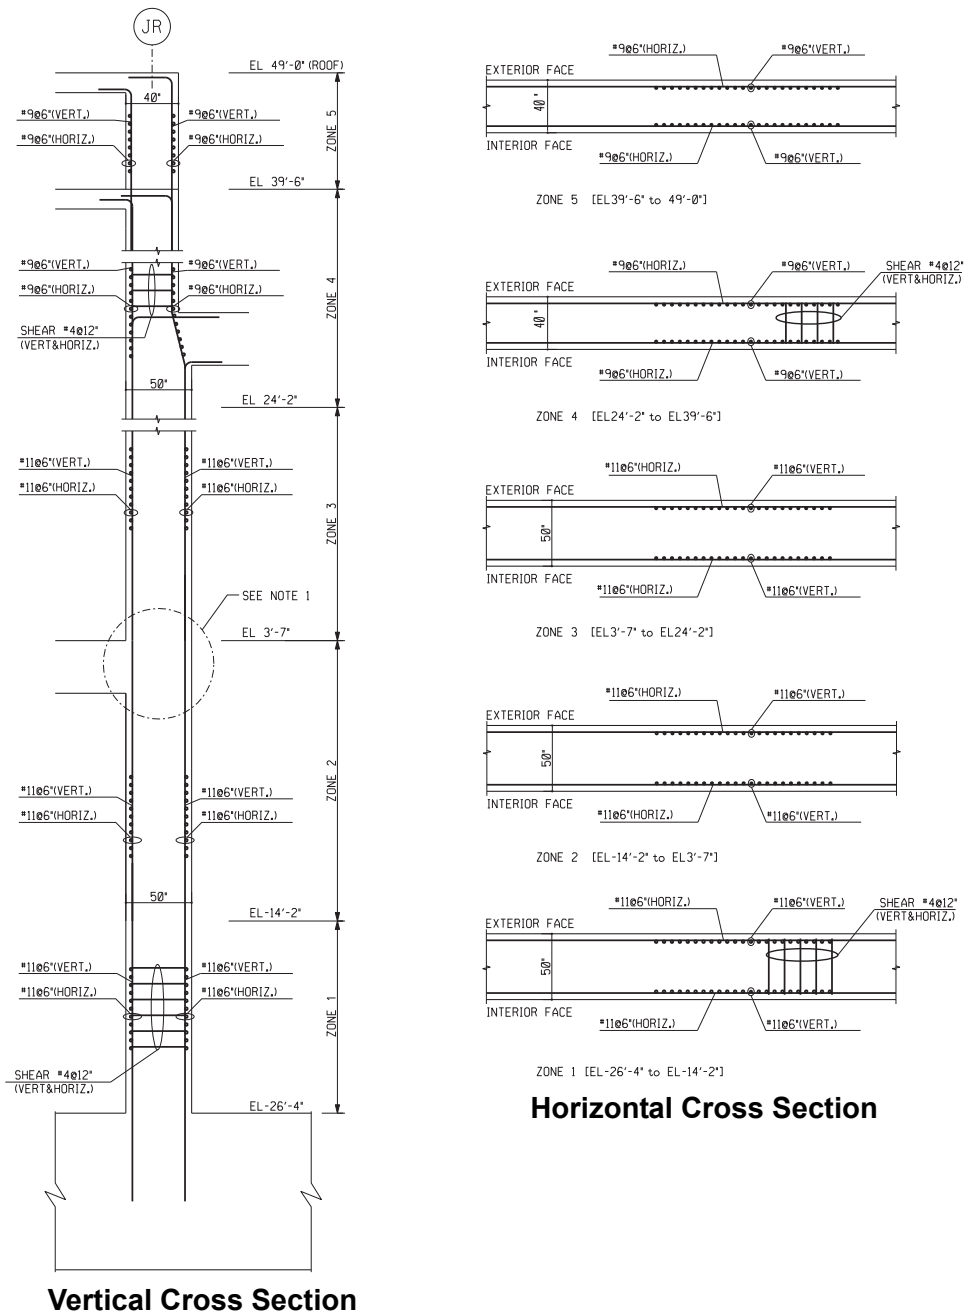 JR
EL 49'-0" (ROOF)
40"
#9@6"(VERT.)
#9@6"(VERT.)
#9@6"(HORIZ.)
#9@6"(HORIZ.)
ZONE 5
EL 39'-6"
#9@6"(VERT.)
#9@6"(VERT.)
#9@6"(HORIZ.)
#9@6"(HORIZ.)
SHEAR #4@12"
(VERT&HORIZ.)
ZONE 4
50"
EL 24'-2"
#11@6"(VERT.)
#11@6"(VERT.)
#11@6"(HORIZ.)
#11@6"(HORIZ.)
ZONE 3
SEE NOTE 1
EL 3'-7"
#11@6"(VERT.)
#11@6"(VERT.)
#11@6"(HORIZ.)
#11@6"(HORIZ.)
ZONE 2
50"
EL-14'-2"
#11@6"(VERT.)
#11@6"(VERT.)
#11@6"(HORIZ.)
#11@6"(HORIZ.)
ZONE 1
SHEAR #4@12"
(VERT&HORIZ.)
EL-26'-4"
Vertical Cross Section
#9@6"(HORIZ.)
#9@6"(VERT.)
EXTERIOR FACE
40'
INTERIOR FACE
#9@6"(HORIZ.)
#9@6"(VERT.)
ZONE 5 [EL39'-6" to 49'-0"]
#9@6"(HORIZ.)
#9@6"(VERT.)
SHEAR #4@12"
(VERT&HORIZ.)
EXTERIOR FACE
40'
INTERIOR FACE
#9@6"(HORIZ.)
#9@6"(VERT.)
ZONE 4 [EL24'-2" to EL39'-6"]
#11@6"(HORIZ.)
#11@6"(VERT.)
EXTERIOR FACE
50"
INTERIOR FACE
#11@6"(HORIZ.)
#11@6"(VERT.)
ZONE 3 [EL3'-7" to EL24'-2"]
#11@6"(HORIZ.)
#11@6"(VERT.)
EXTERIOR FACE
50"
INTERIOR FACE
#11@6"(HORIZ.)
#11@6"(VERT.)
ZONE 2 [EL-14'-2" to EL3'-7"]
#11@6"(HORIZ.)
#11@6"(VERT.)
SHEAR #4@12"
(VERT&HORIZ.)
EXTERIOR FACE
50"
INTERIOR FACE
#11@6"(HORIZ.)
#11@6"(VERT.)
ZONE 1 [EL-26'-4" to EL-14'-2"]
Horizontal Cross Section